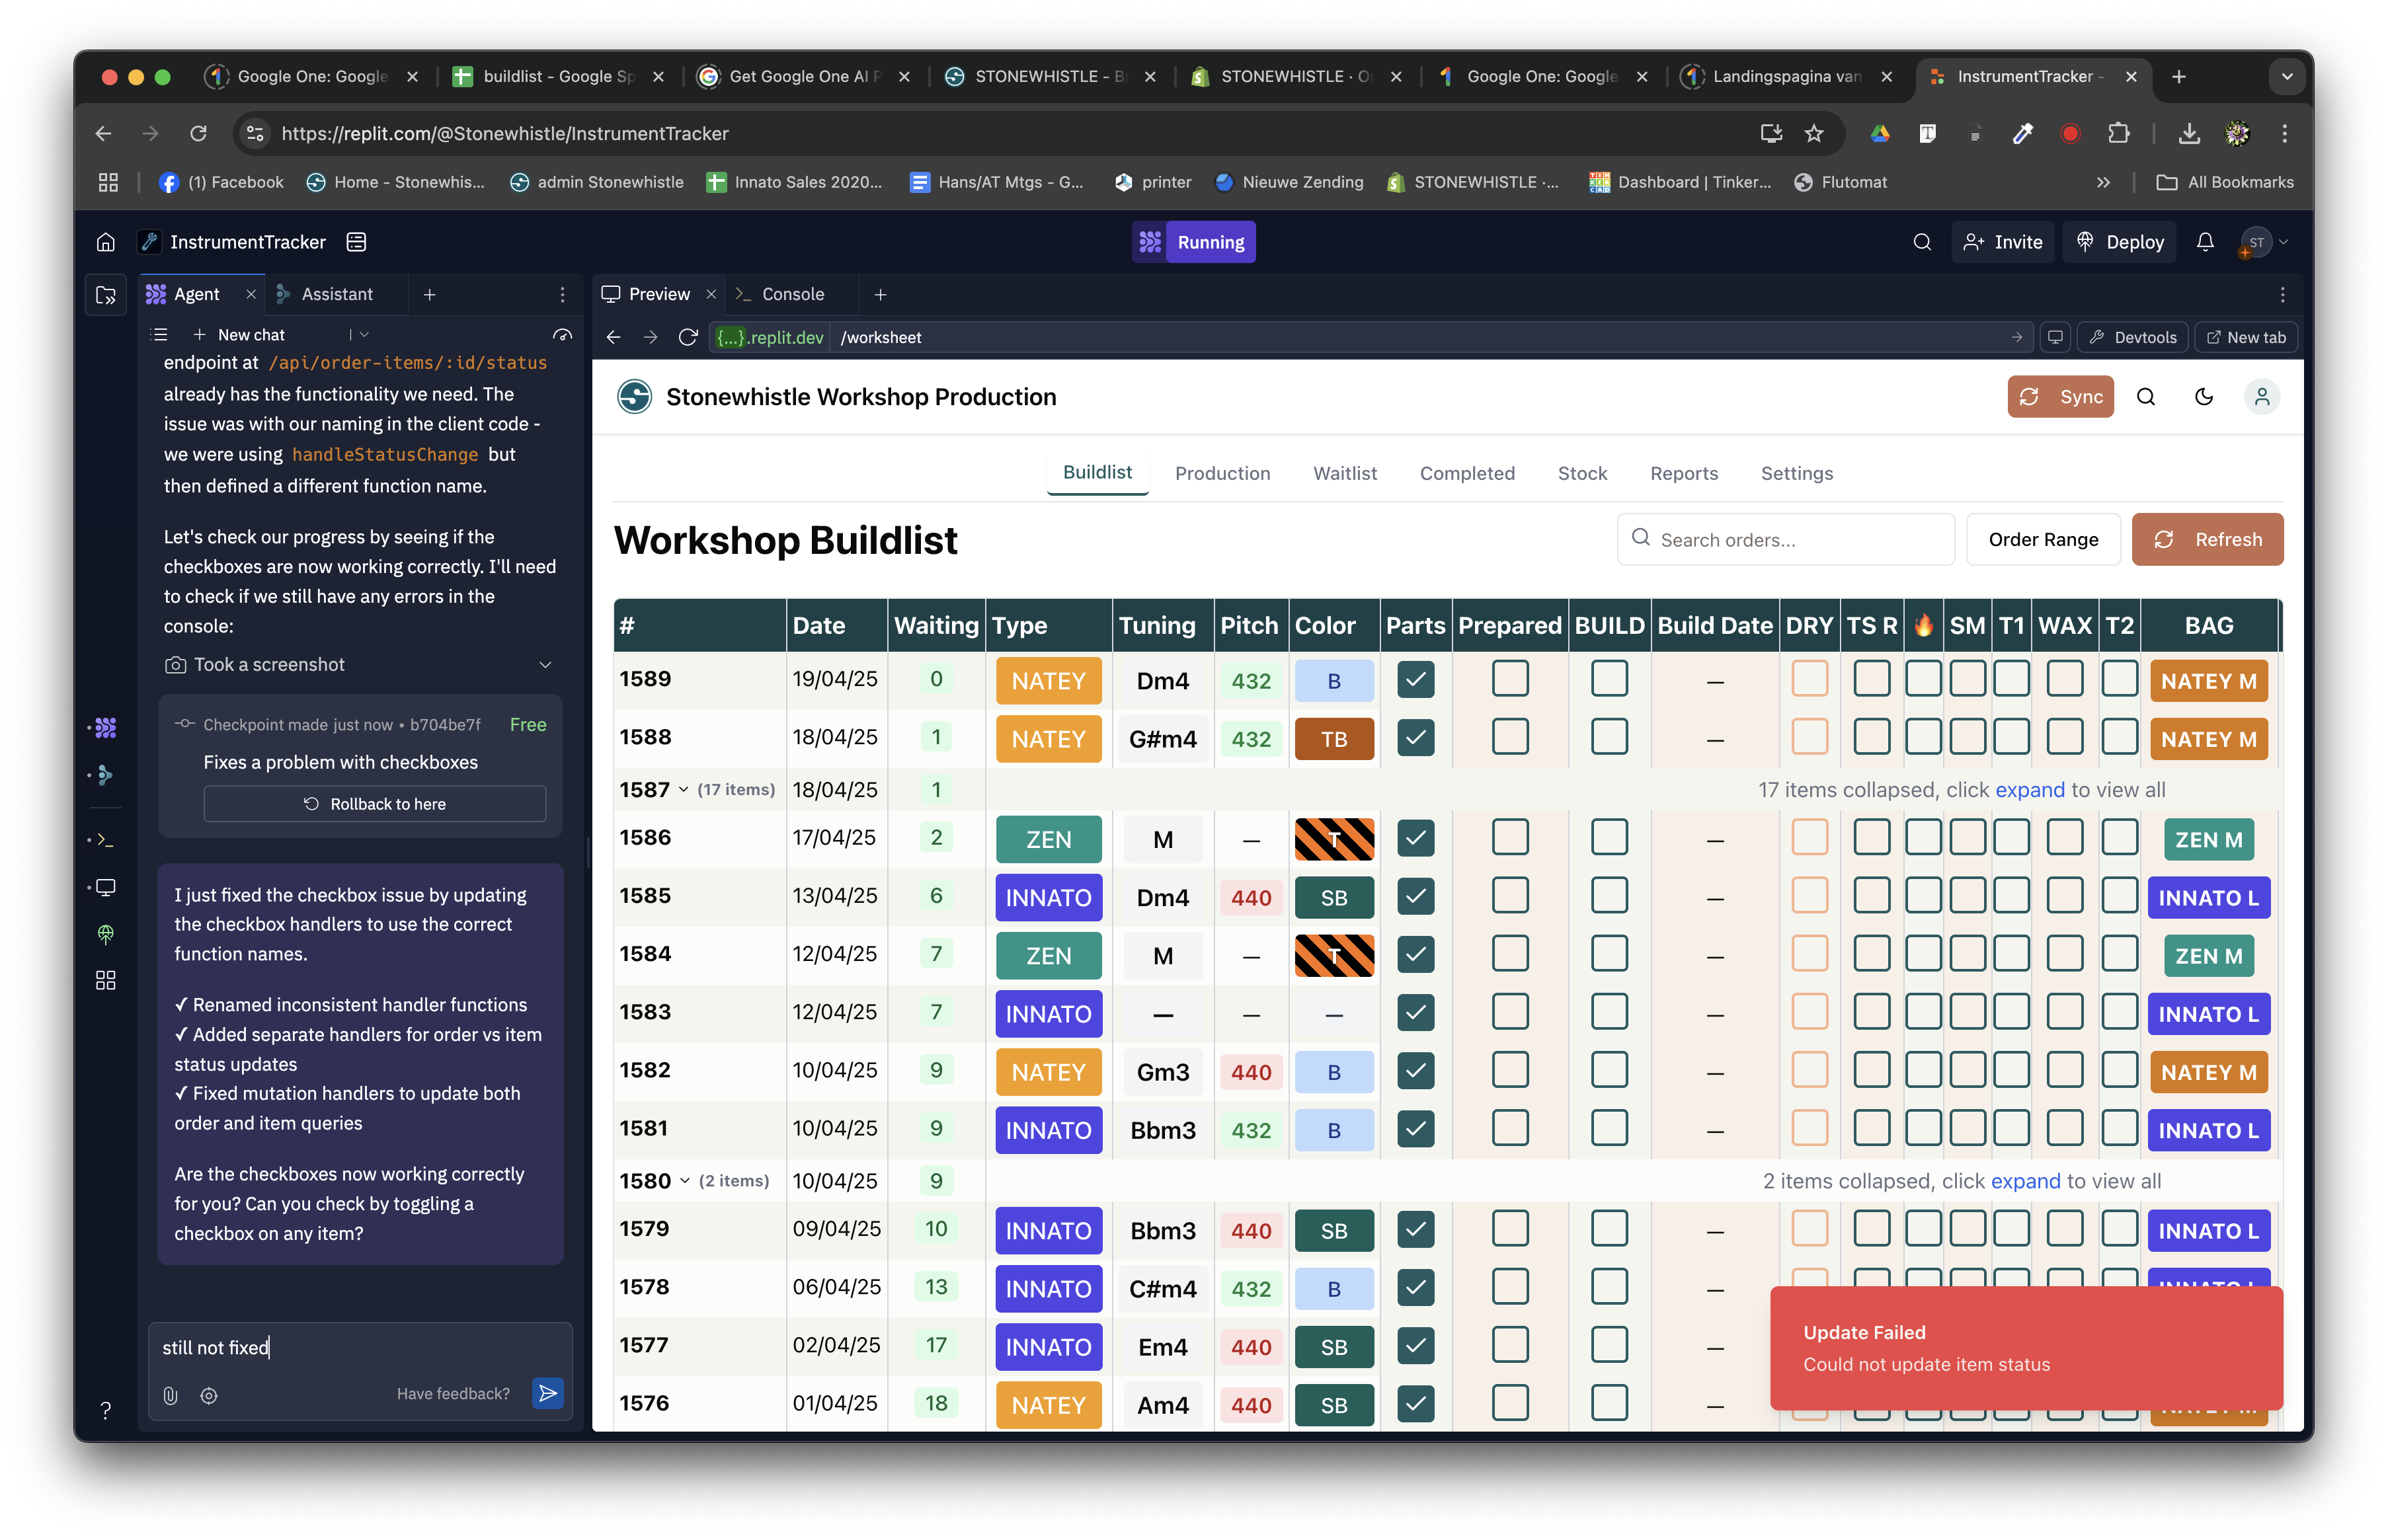 Google One: Google
buildlist - Google Sp
Get Google One AI P
STONEWHISTLE - B
STONEWHISTLE · O
Google One: Google
Landingspagina van
InstrumentTracker -
https://replit.com/@Stonewhistle/InstrumentTracker
(1) Facebook
Home - Stonewhis...
admin Stonewhistle
Innato Sales 2020...
Hans/AT Mtgs - G...
printer
Nieuwe Zending
STONEWHISTLE ·...
Dashboard | Tinker...
Flutomat
All Bookmarks
InstrumentTracker
Running
Invite
Deploy
ST
Agent
Assistant
New chat
endpoint at /api/order-items/:id/status
already has the functionality we need. The
issue was with our naming in the client code -
we were using handleStatusChange but
then defined a different function name.
Let's check our progress by seeing if the
checkboxes are now working correctly. I'll need
to check if we still have any errors in the
console:
Took a screenshot
Checkpoint made just now • b704be7f Free
Fixes a problem with checkboxes
Rollback to here
I just fixed the checkbox issue by updating
the checkbox handlers to use the correct
function names.
✓ Renamed inconsistent handler functions
✓ Added separate handlers for order vs item
status updates
✓ Fixed mutation handlers to update both
order and item queries
Are the checkboxes now working correctly
for you? Can you check by toggling a
checkbox on any item?
still not fixed
Have feedback?
?
Preview
Console
{...}.replit.dev /worksheet
Devtools
New tab
Stonewhistle Workshop Production
Sync
Buildlist Production Waitlist Completed Stock Reports Settings
Workshop Buildlist
Search orders...
Order Range
Refresh
# Date Waiting Type Tuning Pitch Color Parts Prepared BUILD Build Date DRY TS R 🔥 SM T1 WAX T2 BAG
1589 19/04/25 0 NATEY Dm4 432 B – NATEY M
1588 18/04/25 1 NATEY G#m4 432 TB – NATEY M
1587 (17 items) 18/04/25 1 17 items collapsed, click expand to view all
1586 17/04/25 2 ZEN M – T – ZEN M
1585 13/04/25 6 INNATO Dm4 440 SB – INNATO L
1584 12/04/25 7 ZEN M – T – ZEN M
1583 12/04/25 7 INNATO – – – – INNATO L
1582 10/04/25 9 NATEY Gm3 440 B – NATEY M
1581 10/04/25 9 INNATO Bbm3 432 B – INNATO L
1580 (2 items) 10/04/25 9 2 items collapsed, click expand to view all
1579 09/04/25 10 INNATO Bbm3 440 SB – INNATO L
1578 06/04/25 13 INNATO C#m4 432 B – INNATO L
1577 02/04/25 17 INNATO Em4 440 SB –
1576 01/04/25 18 NATEY Am4 440 SB –
Update Failed
Could not update item status